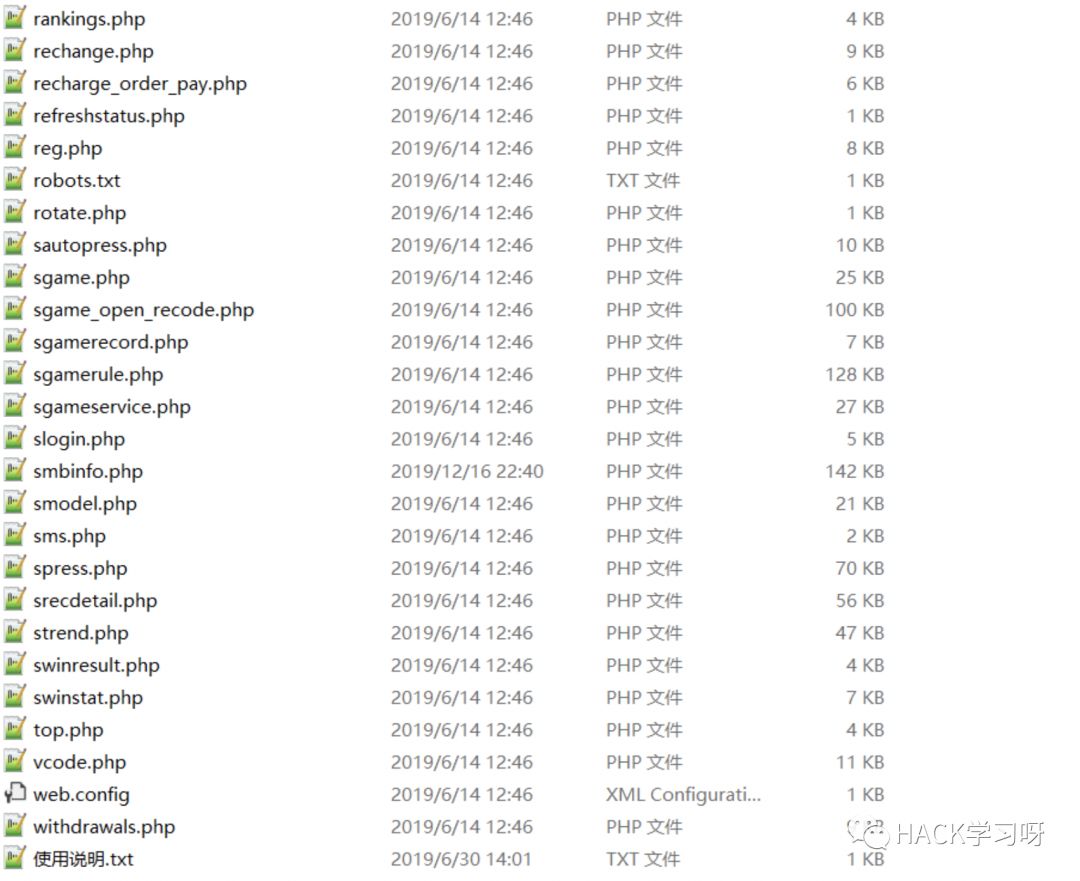 rankings.php 2019/6/14 12:46 PHP 文件 4 KB
rechange.php 2019/6/14 12:46 PHP 文件 9 KB
recharge_order_pay.php 2019/6/14 12:46 PHP 文件 6 KB
refreshstatus.php 2019/6/14 12:46 PHP 文件 1 KB
reg.php 2019/6/14 12:46 PHP 文件 8 KB
robots.txt 2019/6/14 12:46 TXT 文件 1 KB
rotate.php 2019/6/14 12:46 PHP 文件 1 KB
sautopress.php 2019/6/14 12:46 PHP 文件 10 KB
sgame.php 2019/6/14 12:46 PHP 文件 25 KB
sgame_open_recode.php 2019/6/14 12:46 PHP 文件 100 KB
sgamerecord.php 2019/6/14 12:46 PHP 文件 7 KB
sgamerule.php 2019/6/14 12:46 PHP 文件 128 KB
sgameservice.php 2019/6/14 12:46 PHP 文件 27 KB
slogin.php 2019/6/14 12:46 PHP 文件 5 KB
smbinfo.php 2019/12/16 22:40 PHP 文件 142 KB
smodel.php 2019/6/14 12:46 PHP 文件 21 KB
sms.php 2019/6/14 12:46 PHP 文件 2 KB
spress.php 2019/6/14 12:46 PHP 文件 70 KB
srecdetail.php 2019/6/14 12:46 PHP 文件 56 KB
strend.php 2019/6/14 12:46 PHP 文件 47 KB
swinresult.php 2019/6/14 12:46 PHP 文件 4 KB
swinstat.php 2019/6/14 12:46 PHP 文件 7 KB
top.php 2019/6/14 12:46 PHP 文件 4 KB
vcode.php 2019/6/14 12:46 PHP 文件 11 KB
web.config 2019/6/14 12:46 XML Configurati... 1 KB
withdrawals.php 2019/6/14 12:46 PHP 文件
HACK学习呀
使用说明.txt 2019/6/30 14:01 TXT 文件 1 KB